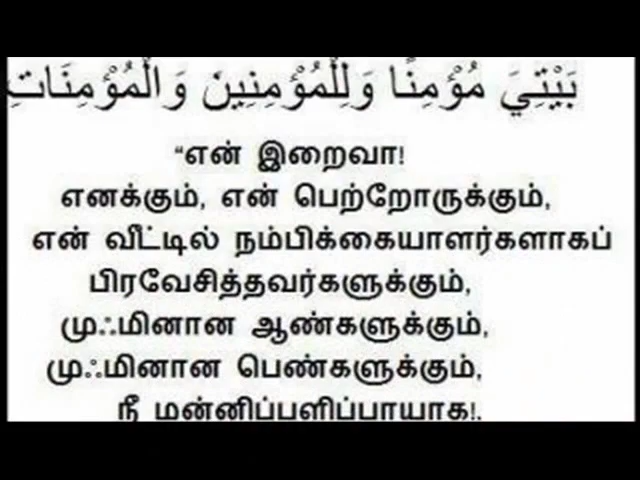 بَيْتِيَ مُؤْمِنًا وَلِلْمُؤْمِنِينَ وَالْمُؤْمِنَاتِ
“என் இறைவா!
எனக்கும், என் பெற்றோருக்கும்,
என் வீட்டில் நம்பிக்கையாளர்களாகப்
பிரவேசித்தவர்களுக்கும்,
முஃமினான ஆண்களுக்கும்,
முஃமினான பெண்களுக்கும்,
நீ மன்னிப்பளிப்பாயாக!.